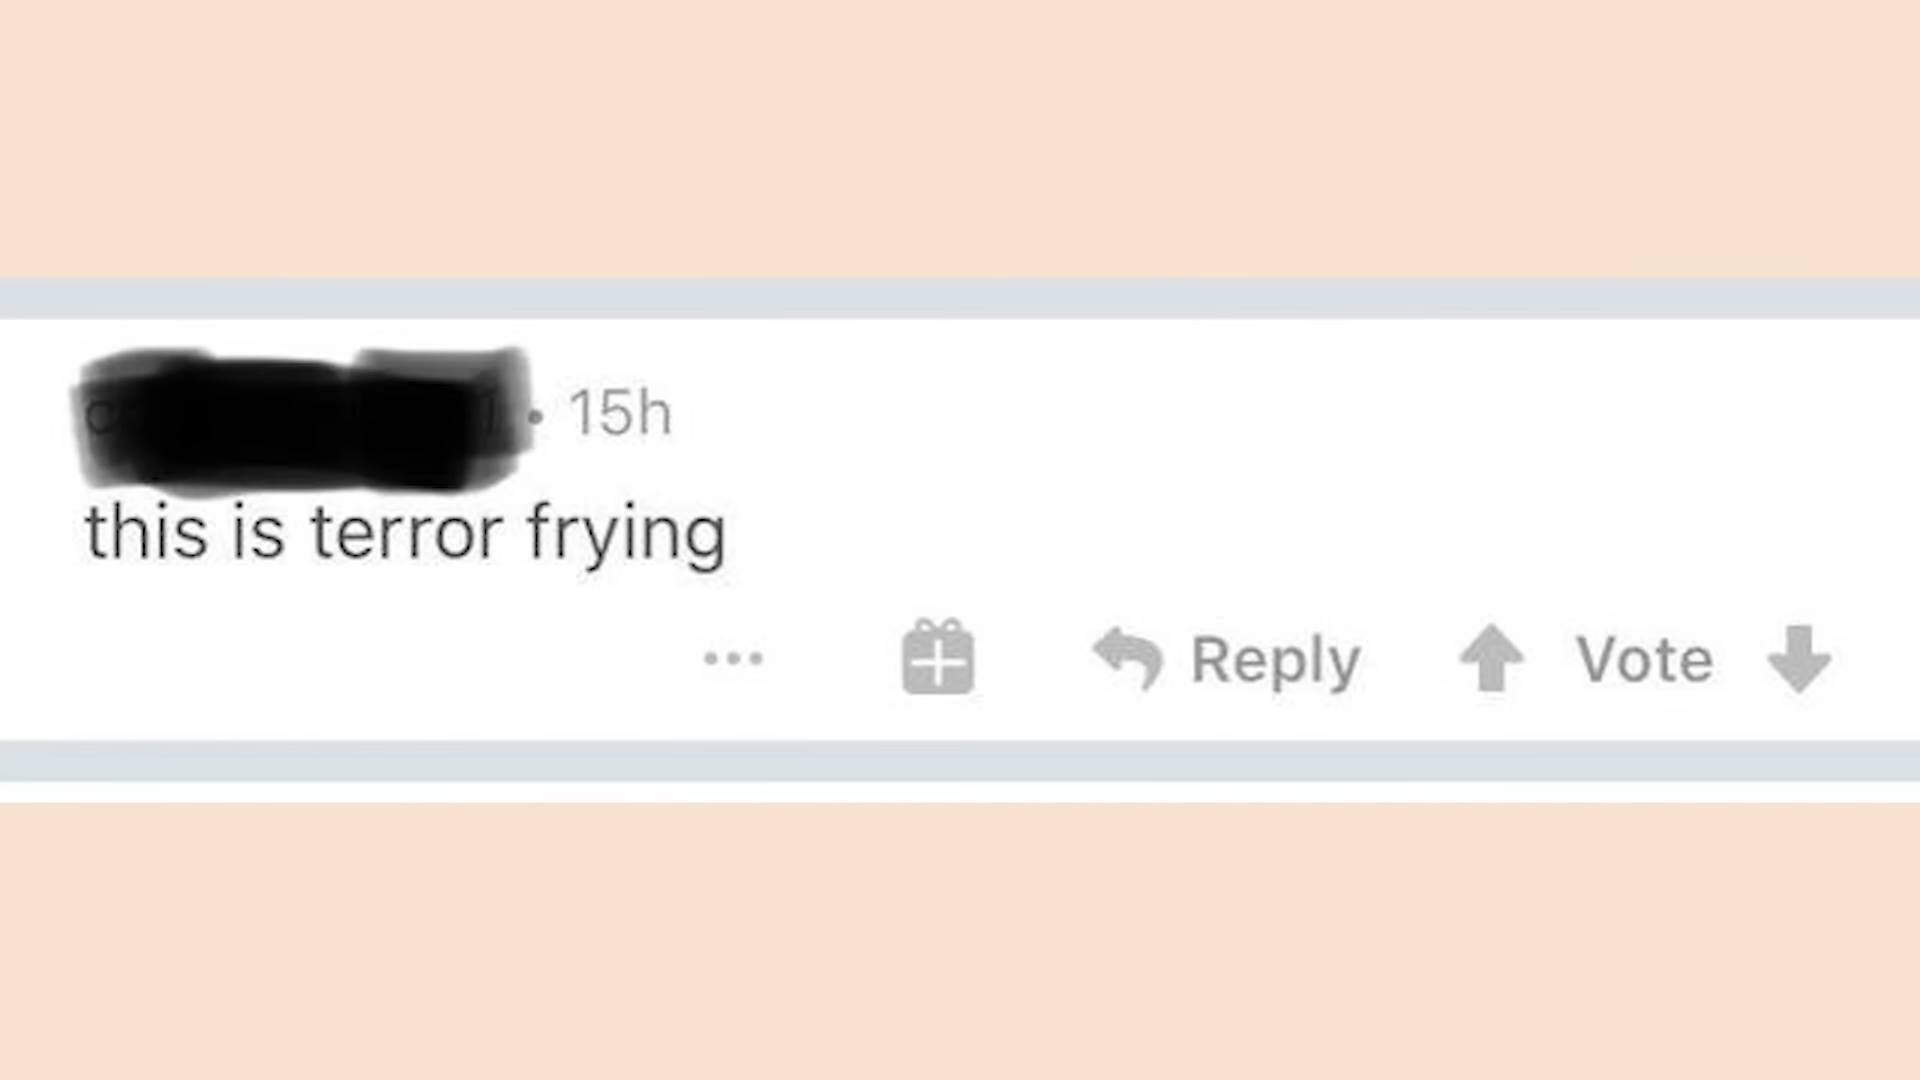 • 15h
this is terror frying
... Reply Vote